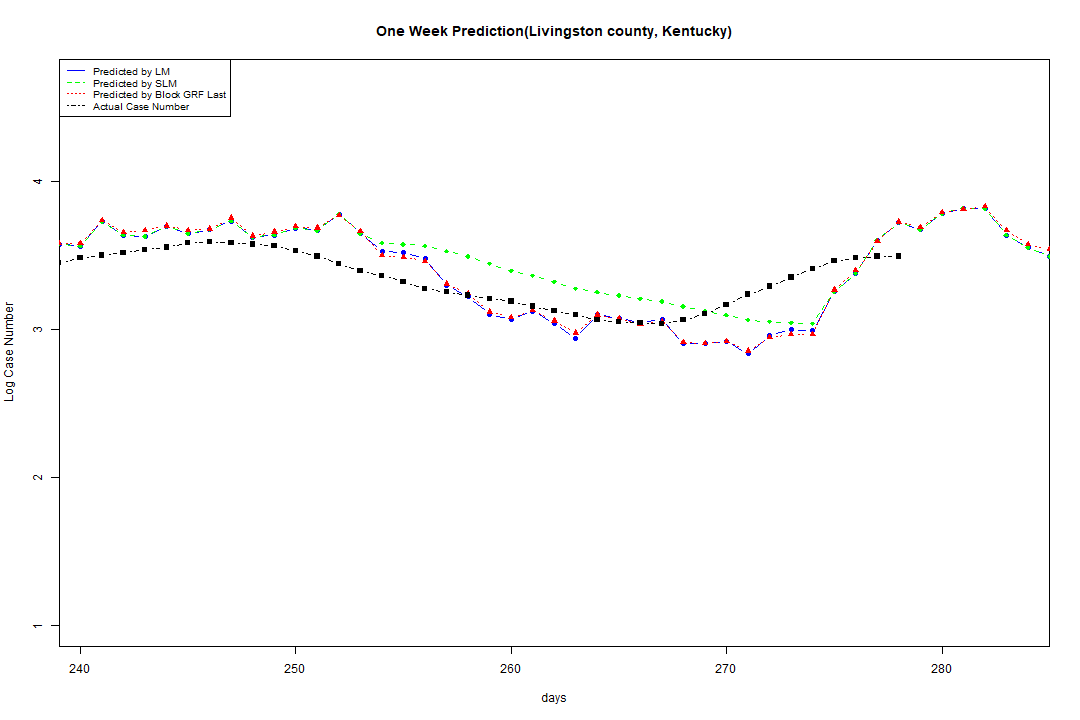 One Week Prediction(Livingston county, Kentucky)
Predicted by LM
Predicted by SLM
Predicted by Block GRF Last
Actual Case Number
4
3
2
1
Log Case Number
240 250 260 270 280
days